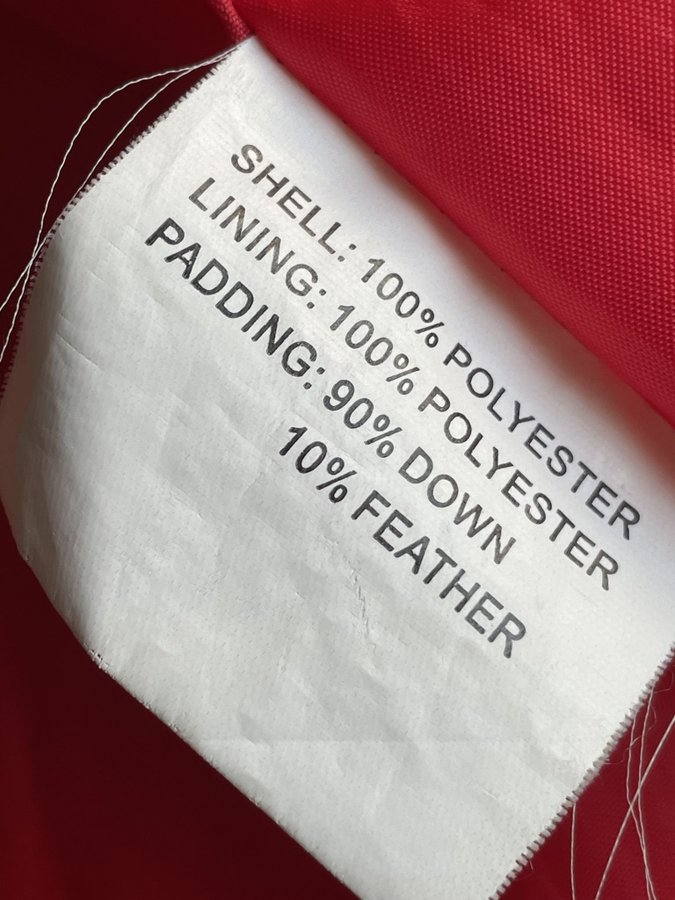 SHELL: 100% POLYESTER
LINING: 100% POLYESTER
PADDING: 90% DOWN
10% FEATHER